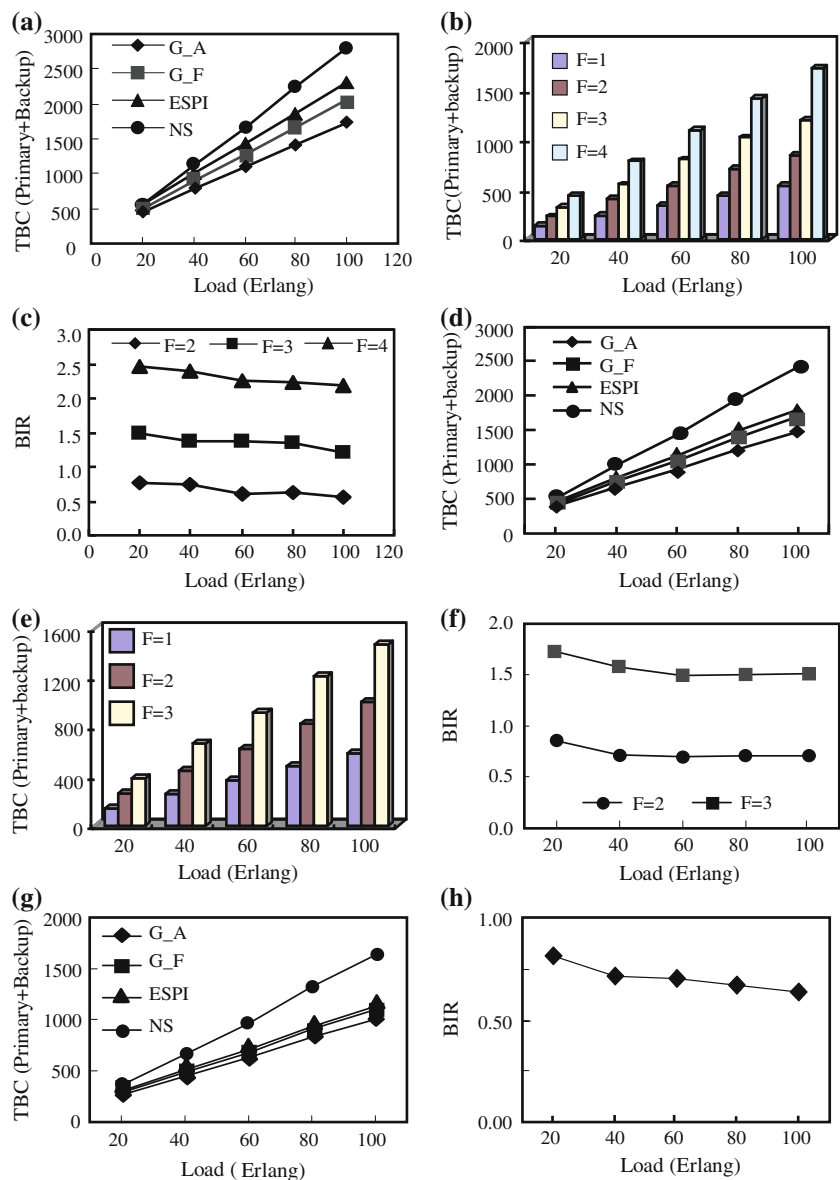 (a)
3000
2500
2000
1500
1000
500
0
TBC (Primary+Backup)
G_A
G_F
ESPI
NS
0 20 40 60 80 100 120
Load (Erlang)
(b)
2000
1500
1000
500
0
TBC(Primary+backup)
F=1
F=2
F=3
F=4
20 40 60 80 100
Load (Erlang)
(c)
3.0
2.5
2.0
1.5
1.0
0.5
0.0
BIR
F=2 F=3 F=4
0 20 40 60 80 100 120
Load (Erlang)
(d)
3000
2500
2000
1500
1000
500
0
TBC (Primary+backup)
G_A
G_F
ESPI
NS
20 40 60 80 100
Load (Erlang)
(e)
1600
1200
800
400
0
TBC (Primary+backup)
F=1
F=2
F=3
20 40 60 80 100
Load (Erlang)
(f)
2.0
1.5
1.0
0.5
0.0
BIR
F=2 F=3
20 40 60 80 100
Load (Erlang)
(g)
2000
1500
1000
500
0
TBC (Primary+Backup)
G_A
G_F
ESPI
NS
20 40 60 80 100
Load ( Erlang)
(h)
1.00
0.50
0.00
BIR
20 40 60 80 100
Load (Erlang)